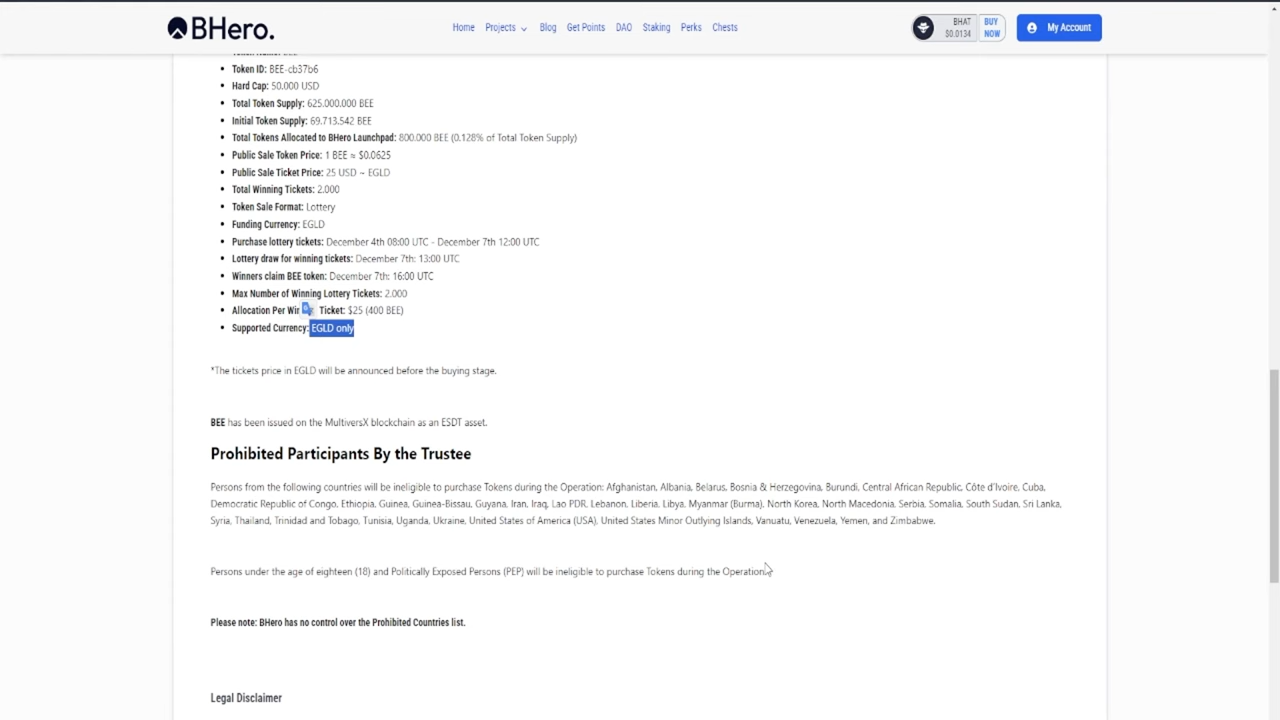 BHero.
Home Projects Blog Get Points DAO Staking Perks Chests
BHAT
$0.0134
BUY
NOW
My Account
Token ID: BEE-cb37b6
Hard Cap: 50.000 USD
Total Token Supply: 625.000.000 BEE
Initial Token Supply: 69.713.542 BEE
Total Tokens Allocated to BHero Launchpad: 800.000 BEE (0.128% of Total Token Supply)
Public Sale Token Price: 1 BEE ≈ $0.0625
Public Sale Ticket Price: 25 USD ~ EGLD
Total Winning Tickets: 2.000
Token Sale Format: Lottery
Funding Currency: EGLD
Purchase lottery tickets: December 4th 08:00 UTC - December 7th 12:00 UTC
Lottery draw for winning tickets: December 7th: 13:00 UTC
Winners claim BEE token: December 7th: 16:00 UTC
Max Number of Winning Lottery Tickets: 2.000
Allocation Per Win Ticket: $25 (400 BEE)
Supported Currency: EGLD only
*The tickets price in EGLD will be announced before the buying stage.
BEE has been issued on the MultiversX blockchain as an ESDT asset.
Prohibited Participants By the Trustee
Persons from the following countries will be ineligible to purchase Tokens during the Operation: Afghanistan, Albania, Belarus, Bosnia & Herzegovina, Burundi, Central African Republic, Côte d'Ivoire, Cuba,
Democratic Republic of Congo, Ethiopia, Guinea, Guinea-Bissau, Guyana, Iran, Iraq, Lao PDR, Lebanon, Liberia, Libya, Myanmar (Burma), North Korea, North Macedonia, Serbia, Somalia, South Sudan, Sri Lanka,
Syria, Thailand, Trinidad and Tobago, Tunisia, Uganda, Ukraine, United States of America (USA), United States Minor Outlying Islands, Vanuatu, Venezuela, Yemen, and Zimbabwe.
Persons under the age of eighteen (18) and Politically Exposed Persons (PEP) will be ineligible to purchase Tokens during the Operation.
Please note: BHero has no control over the Prohibited Countries list.
Legal Disclaimer